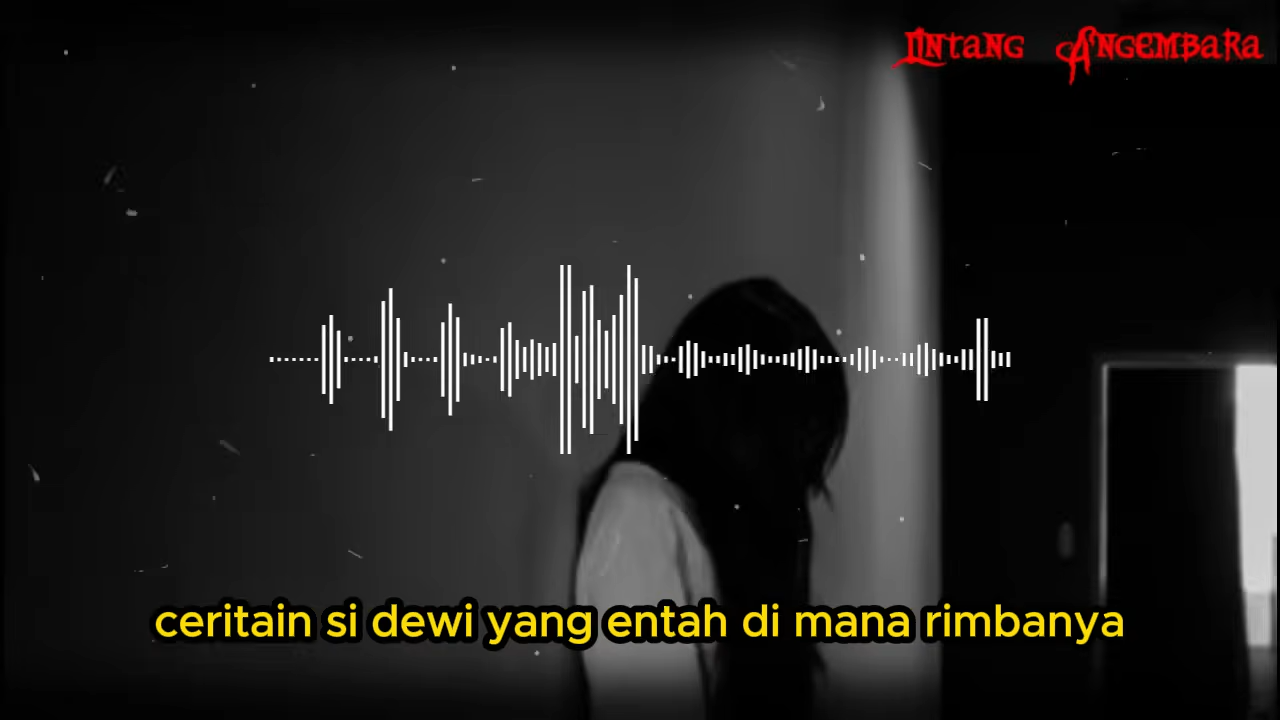 Lintang Angembara
ceritain si dewi yang entah di mana rimbanya